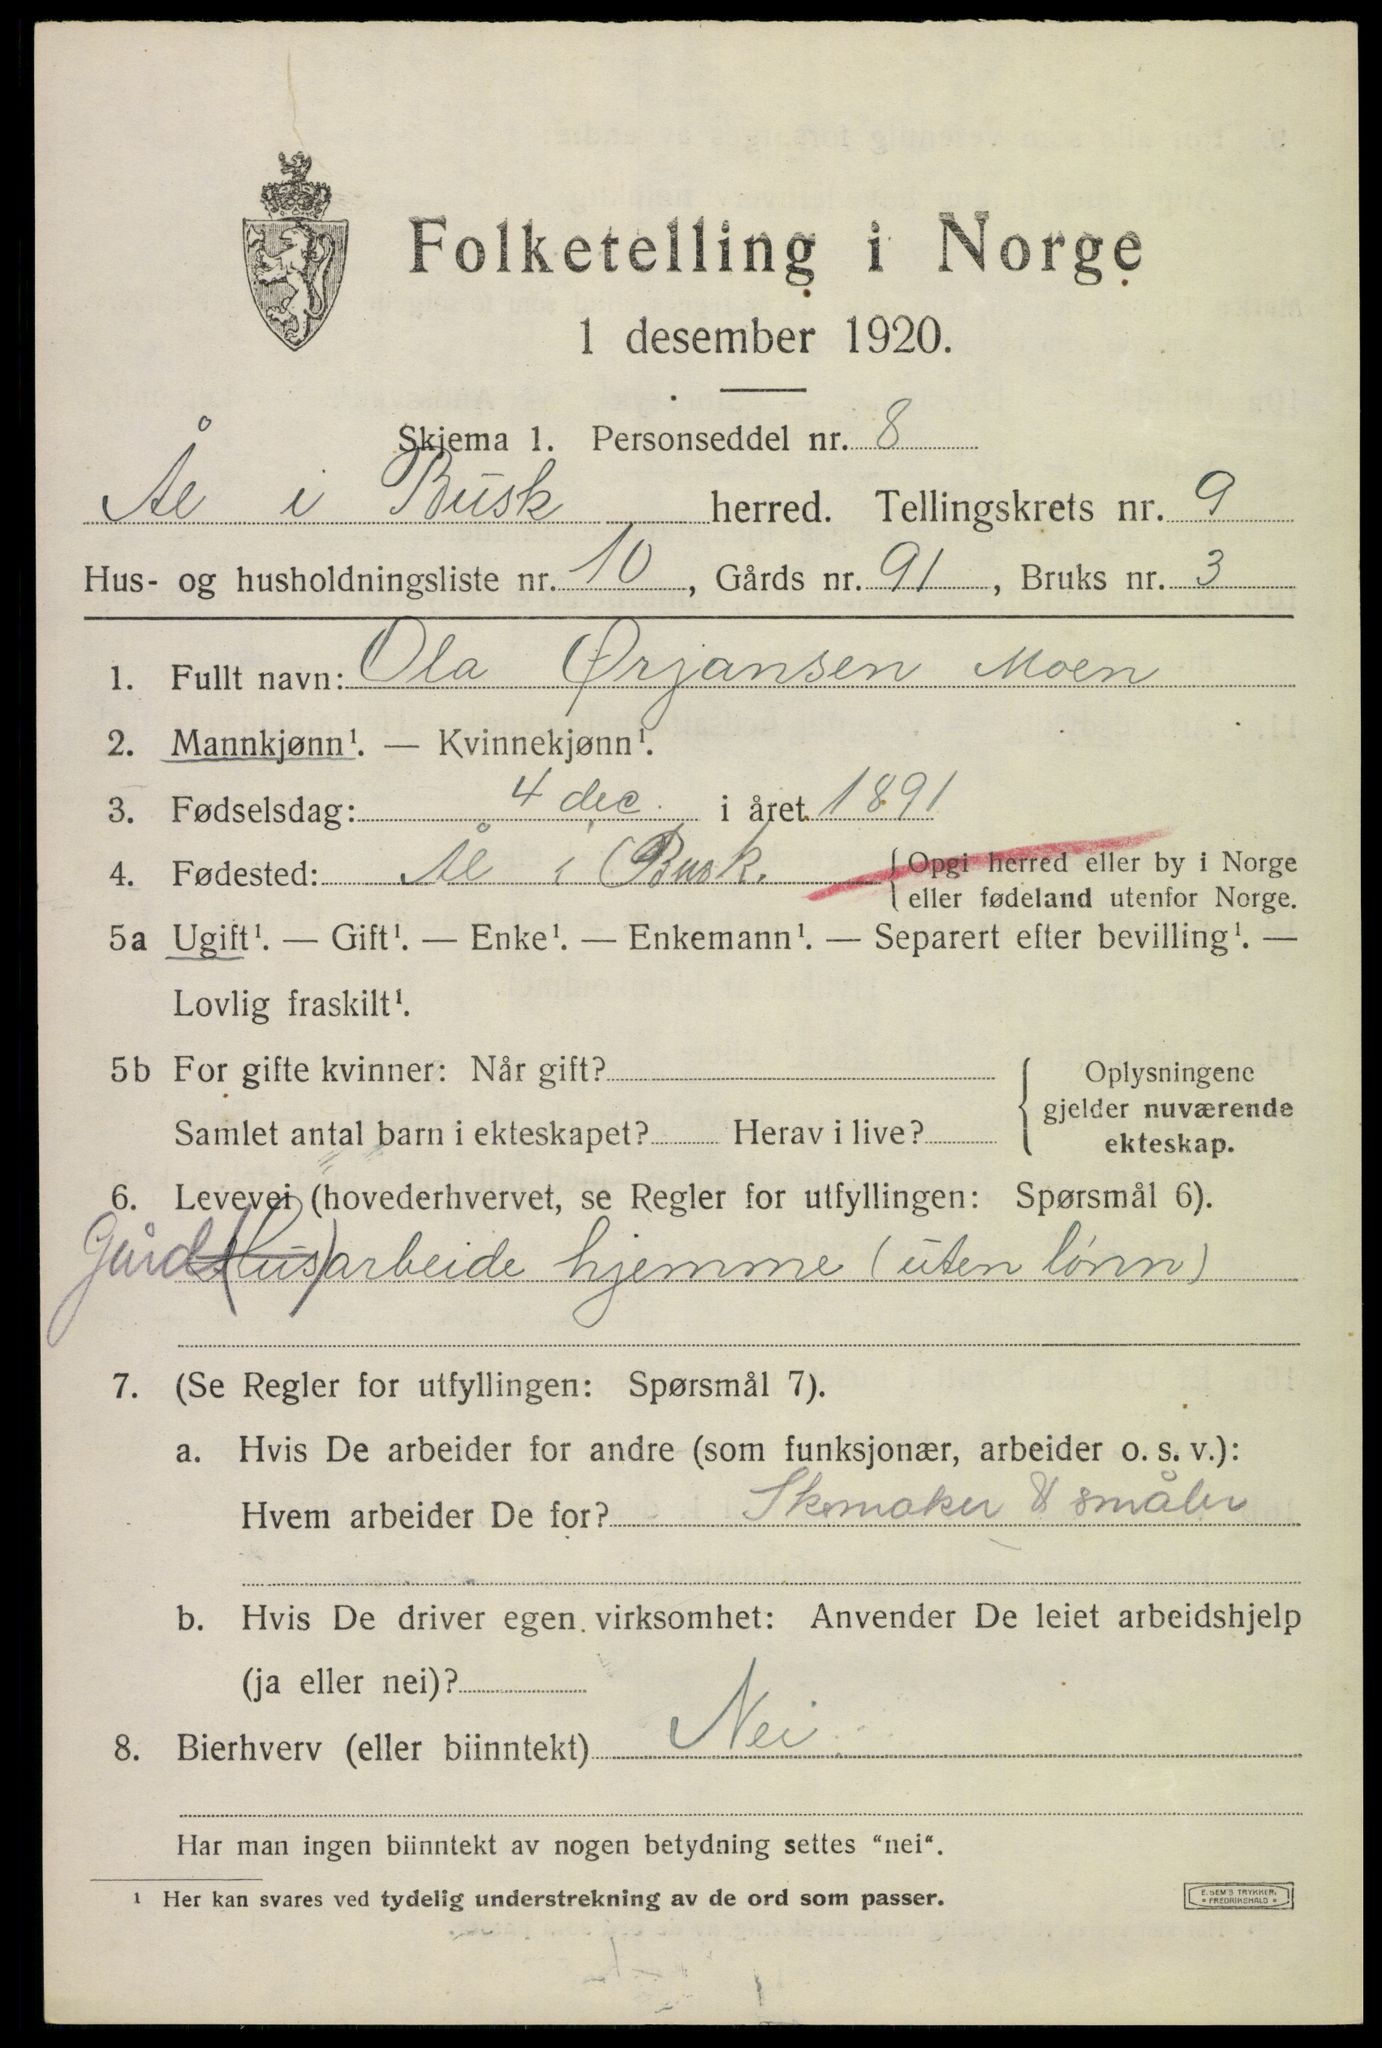 Folketelling i Norge
1 desember 1920.
Skjema 1. Personseddel nr. 8
Ål i Busk herred. Tellingskrets nr. 9
Hus- og husholdningsliste nr. 10, Gårds nr. 91, Bruks nr. 3
1. Fullt navn: Ola Ørjansen Moen
2. Mannkjønn¹. — Kvinnekjønn¹.
3. Fødselsdag: 4 dec. i året 1891
4. Fødested: Ål i Busk. {Opgi herred eller by i Norge
eller fødeland utenfor Norge.
5a Ugift¹. — Gift¹. — Enke¹. — Enkemann¹. — Separert efter bevilling¹. —
Lovlig fraskilt¹.
5b For gifte kvinner: Når gift? { Oplysningene
gjelder nuværende
Samlet antal barn i ekteskapet? Herav i live?
ekteskap.
6. Levevei (hovederhvervet, se Regler for utfyllingen: Spørsmål 6).
Gård (Hus)arbeide hjemme (uten lønn)
7. (Se Regler for utfyllingen: Spørsmål 7).
a. Hvis De arbeider for andre (som funksjonær, arbeider o. s. v.):
Hvem arbeider De for?
b. Hvis De driver egen virksomhet: Anvender De leiet arbeidshjelp
(ja eller nei)?
8. Bierhverv (eller biinntekt) Nei
Har man ingen biinntekt av nogen betydning settes "nei".
¹ Her kan svares ved tydelig understrekning av de ord som passer.
E. SEM'S TRYKKERI
FREDRIKSHALD